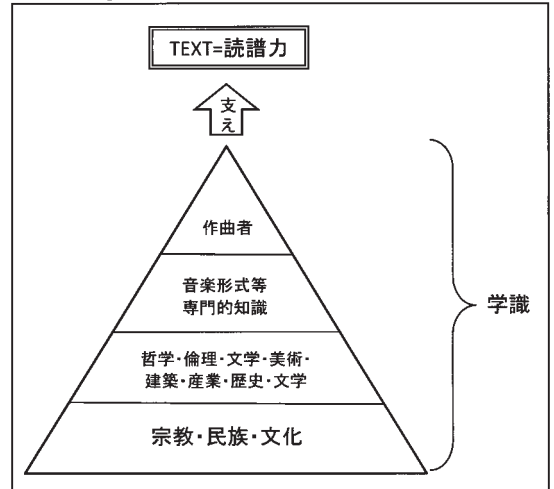 TEXT=読譜力
支
え
作曲者
音楽形式等
専門的知識
哲学・倫理・文学・美術・
建築・産業・歴史・文学
宗教・民族・文化
学識